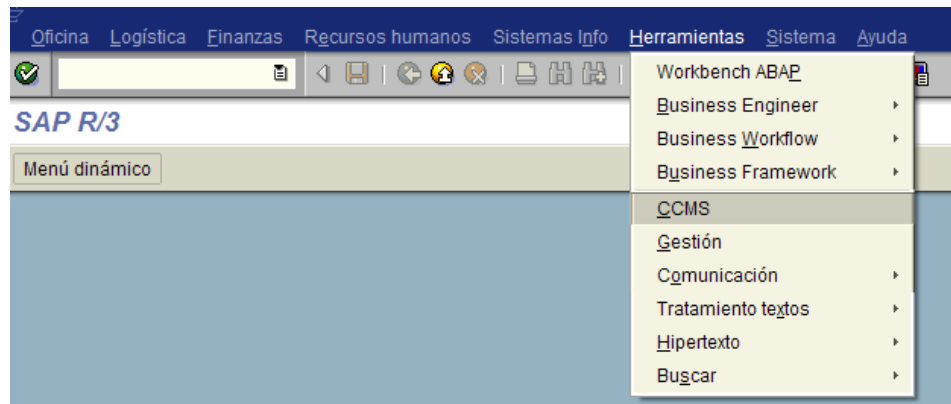 Oficina Logística Finanzas Recursos humanos Sistemas Info Herramientas Sistema Ayuda
SAP R/3
Menú dinámico
Workbench ABAP
Business Engineer
Business Workflow
Business Framework
CCMS
Gestión
Comunicación
Tratamiento textos
Hipertexto
Buscar